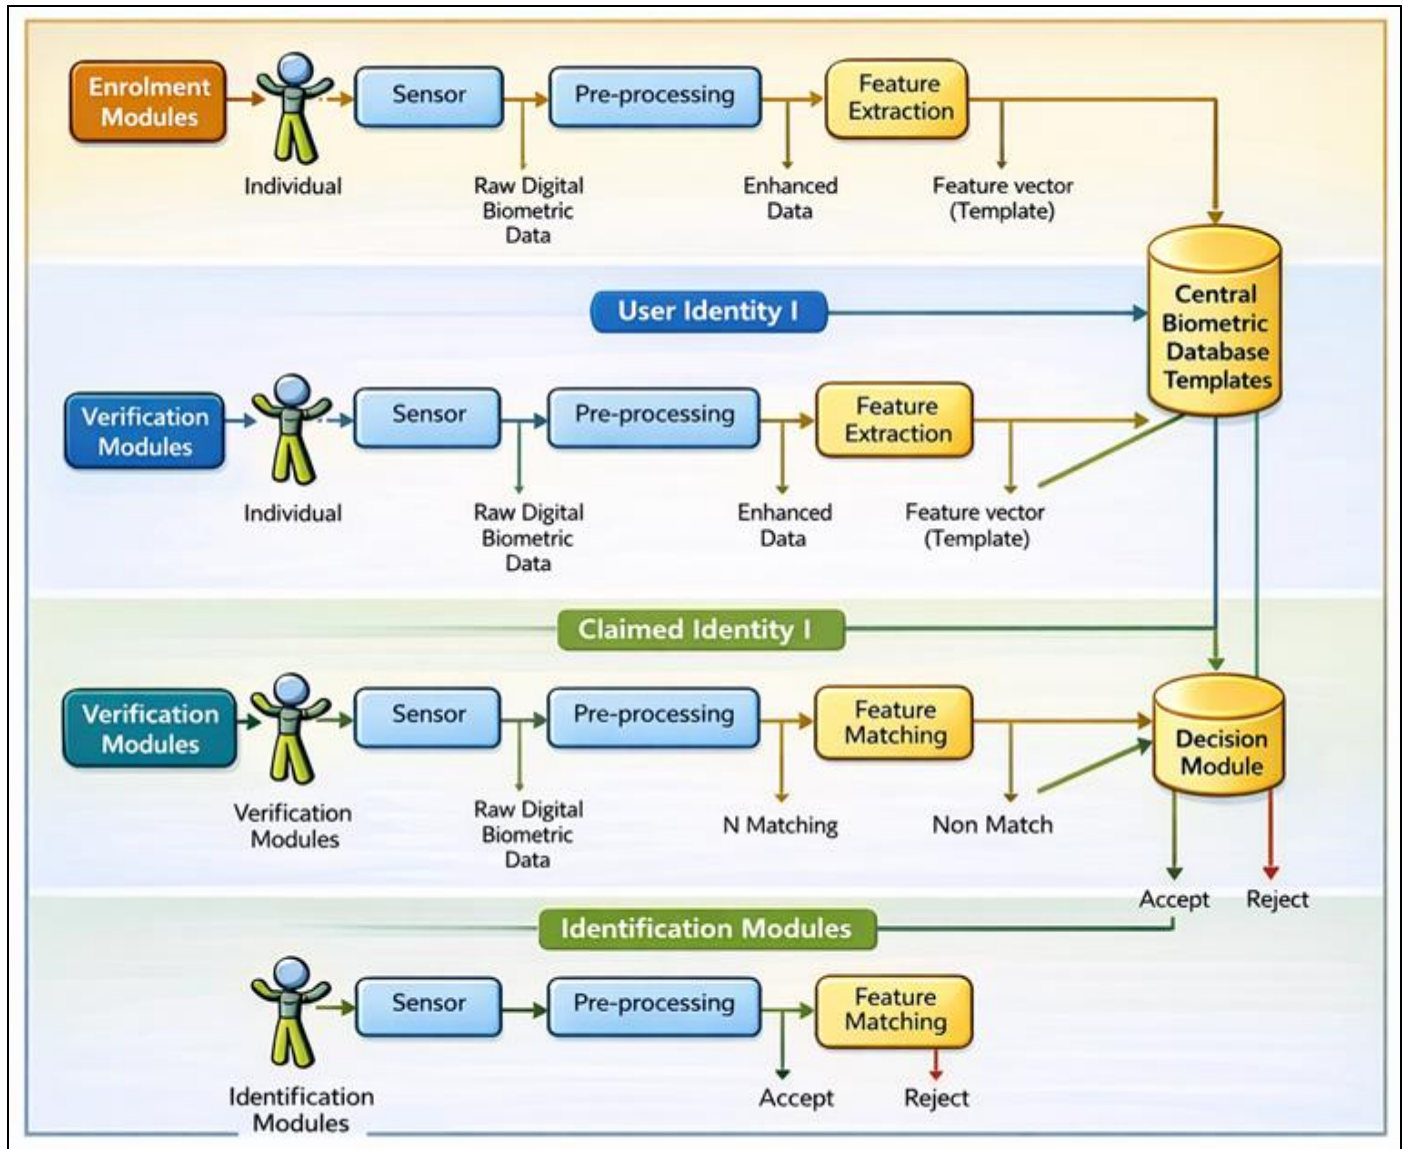 Enrolment
Modules
Sensor
Pre-processing
Feature
Extraction
Individual
Raw Digital
Biometric
Data
Enhanced
Data
Feature vector
(Template)
Central
Biometric
Database
Templates
User Identity I
Verification
Modules
Sensor
Pre-processing
Feature
Extraction
Individual
Raw Digital
Biometric
Data
Enhanced
Data
Feature vector
(Template)
Claimed Identity I
Verification
Modules
Sensor
Pre-processing
Feature
Matching
Decision
Module
Verification
Modules
Raw Digital
Biometric
Data
N Matching
Non Match
Accept
Reject
Identification Modules
Sensor
Pre-processing
Feature
Matching
Identification
Modules
Accept
Reject